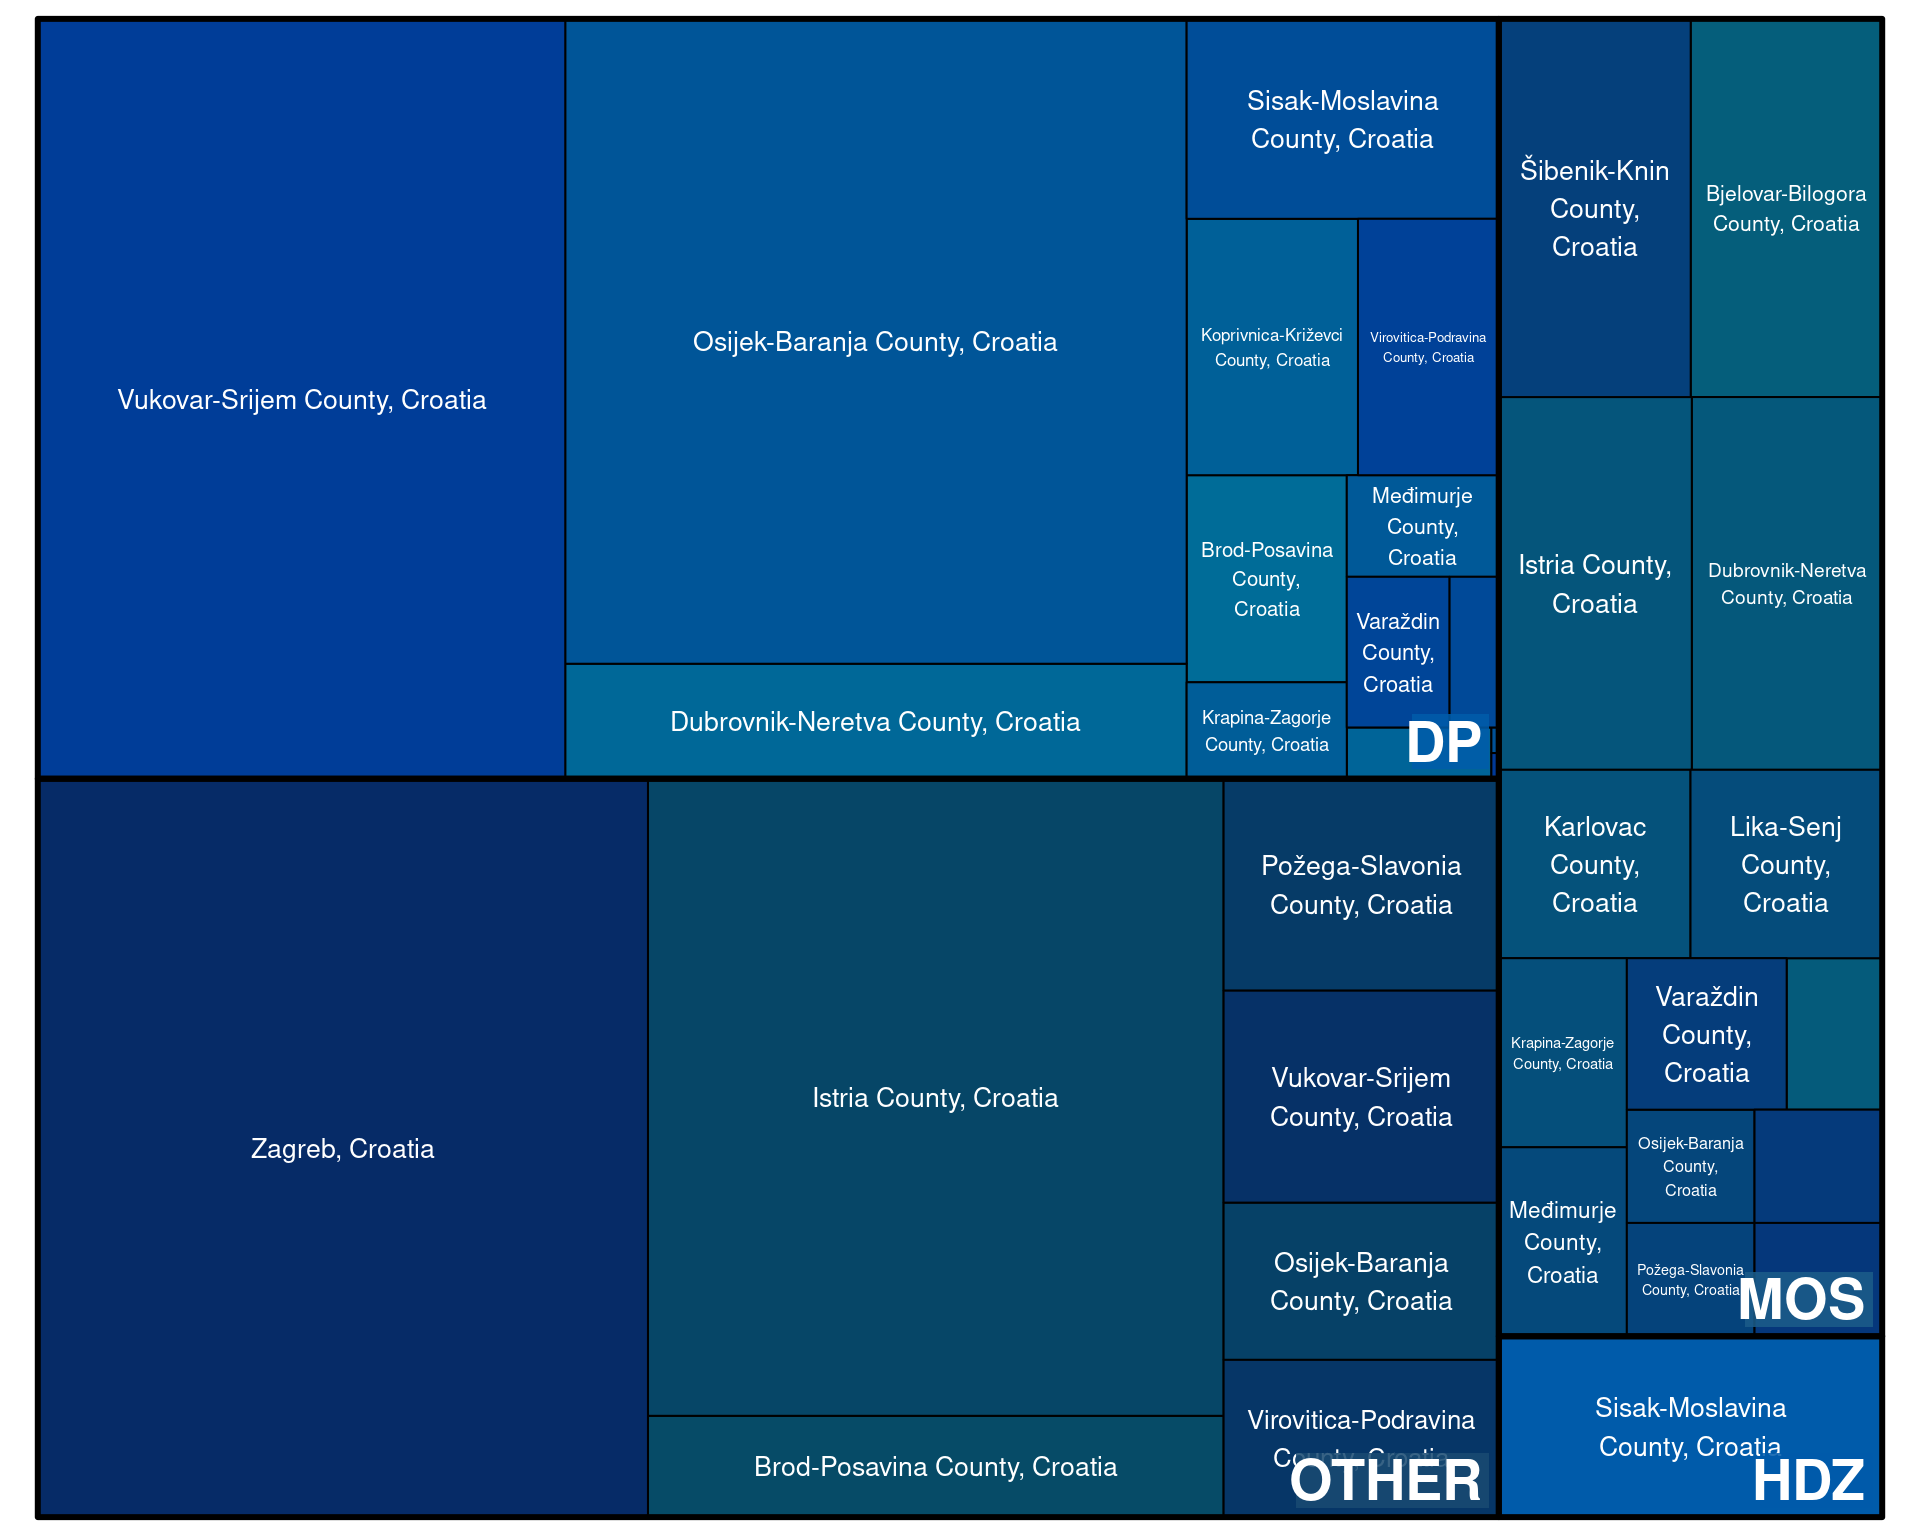 Vukovar-Srijem County, Croatia
Osijek-Baranja County, Croatia
Dubrovnik-Neretva County, Croatia
Sisak-Moslavina
County, Croatia
Koprivnica-Križevci
County, Croatia
Virovitica-Podravina
County, Croatia
Brod-Posavina
County,
Croatia
Međimurje
County,
Croatia
Varaždin
County,
Croatia
Krapina-Zagorje
County, Croatia
DP
Zagreb, Croatia
Istria County, Croatia
Brod-Posavina County, Croatia
Požega-Slavonia
County, Croatia
Vukovar-Srijem
County, Croatia
Osijek-Baranja
County, Croatia
Virovitica-Podravina
County, Croatia
OTHER
Šibenik-Knin
County,
Croatia
Bjelovar-Bilogora
County, Croatia
Istria County,
Croatia
Dubrovnik-Neretva
County, Croatia
Karlovac
County,
Croatia
Lika-Senj
County,
Croatia
Krapina-Zagorje
County, Croatia
Varaždin
County,
Croatia
Međimurje
County,
Croatia
Osijek-Baranja
County,
Croatia
Požega-Slavonia
County, Croatia
MOS
Sisak-Moslavina
County, Croatia
HDZ